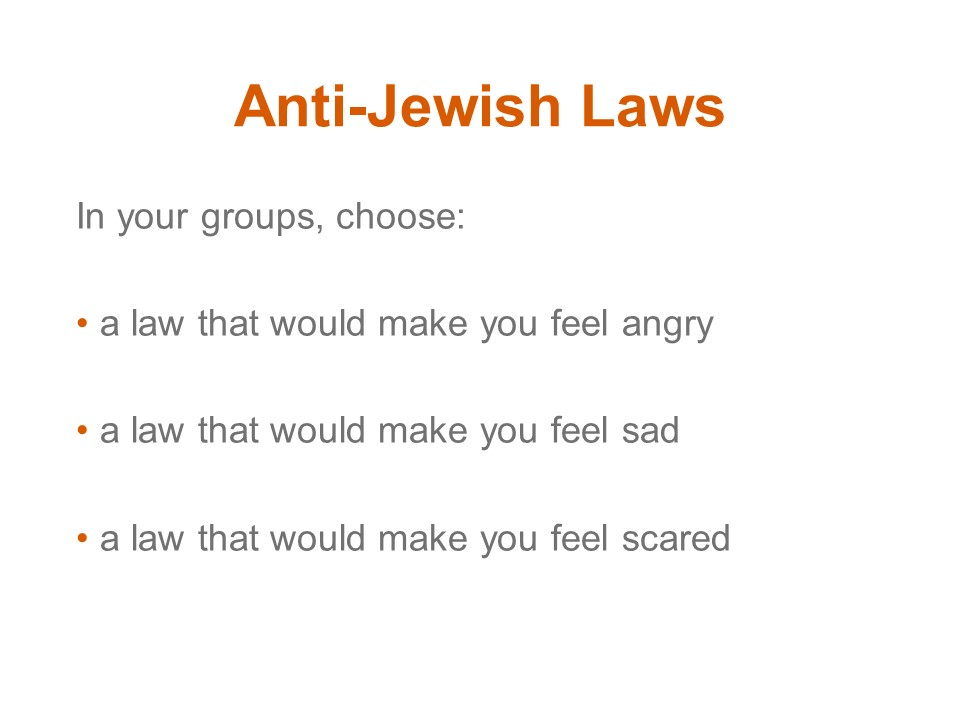 Anti-Jewish Laws
In your groups, choose:
• a law that would make you feel angry
• a law that would make you feel sad
• a law that would make you feel scared